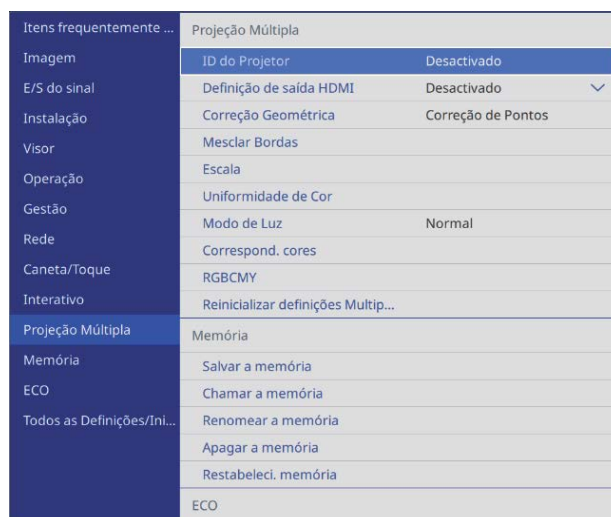 Itens frequentemente ...
Imagem
E/S do sinal
Instalação
Visor
Operação
Gestão
Rede
Caneta/Toque
Interativo
Projeção Múltipla
Memória
ECO
Todos as Definições/Ini...
Projeção Múltipla
ID do Projetor Desactivado
Definição de saída HDMI Desactivado
Correção Geométrica Correção de Pontos
Mesclar Bordas
Escala
Uniformidade de Cor
Modo de Luz Normal
Correspond. cores
RGBCMY
Reinicializar definições Multip...
Memória
Salvar a memória
Chamar a memória
Renomear a memória
Apagar a memória
Restabeleci. memória
ECO